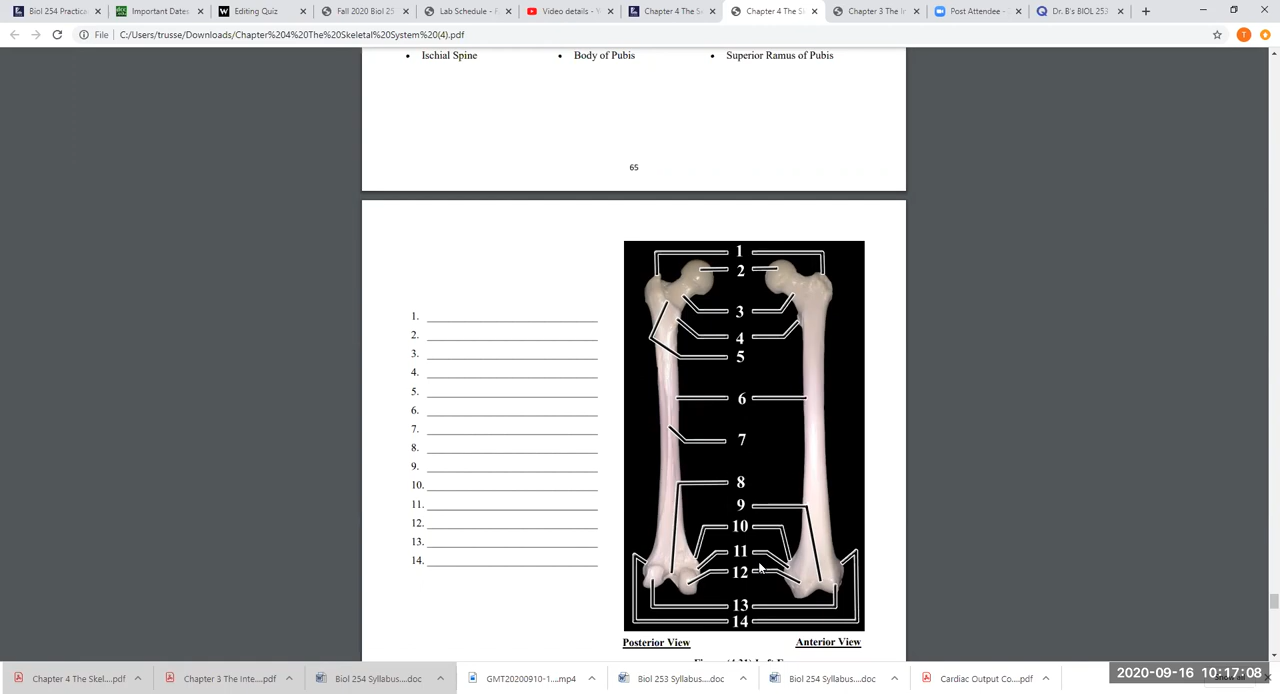 Biol 254 Practica
Important Dates
Editing Quiz
Fall 2020 Biol 25
Lab Schedule - F
Video details - Y
Chapter 4 The S
Chapter 4 The S
Chapter 3 The I
Post Attendee -
Dr. B's BIOL 253
File C:/Users/trusse/Downloads/Chapter%204%20The%20Skeletal%20System%20(4).pdf
T
• Ischial Spine • Body of Pubis • Superior Ramus of Pubis
65
1.
2.
3.
4.
5.
6.
7.
8.
9.
10.
11.
12.
13.
14.
1
2
3
4
5
6
7
8
9
10
11
12
13
14
Posterior View Anterior View
Chapter 4 The Skel....pdf
Chapter 3 The Inte....pdf
Biol 254 Syllabus....doc
GMT20200910-1....mp4
Biol 253 Syllabus.doc
Biol 254 Syllabus.doc
Cardiac Output Co....pdf
2020-09-16 10:17:08